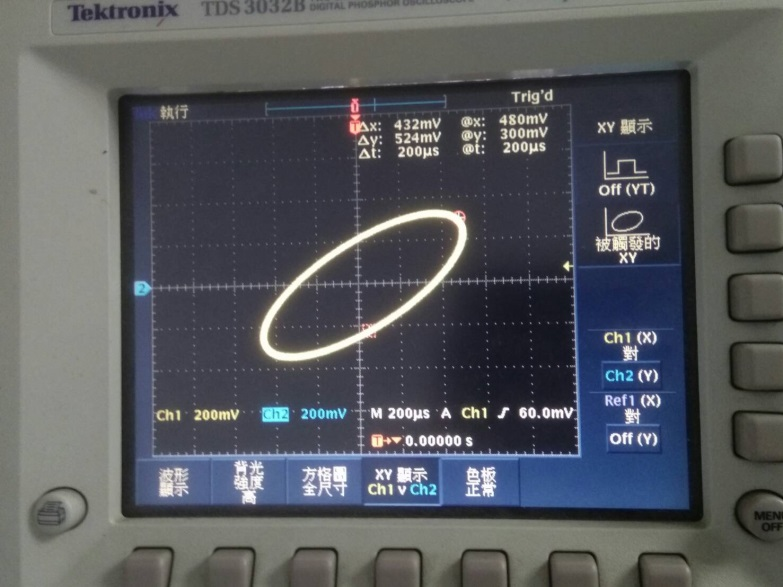 Tektronix TDS 3032B DIGITAL PHOSPHOR OSCILLOSCOPE
執行
Trig'd
Δx: 432mV @x: 480mV
Δy: 524mV @y: 300mV
Δt: 200µs @t: 200µs
XY 顯示
Off (YT)
被觸發的
XY
2
Ch1 (X)
對
Ch2 (Y)
Ref1 (X)
對
Off (Y)
Ch1 200mV Ch2 200mV M 200µs A Ch1 ƒ 60.0mV
T 0.00000 s
波形
顯示
背光
強度
高
方格圖
全尺寸
XY 顯示
Ch1 v Ch2
色板
正常
MENU
OFF